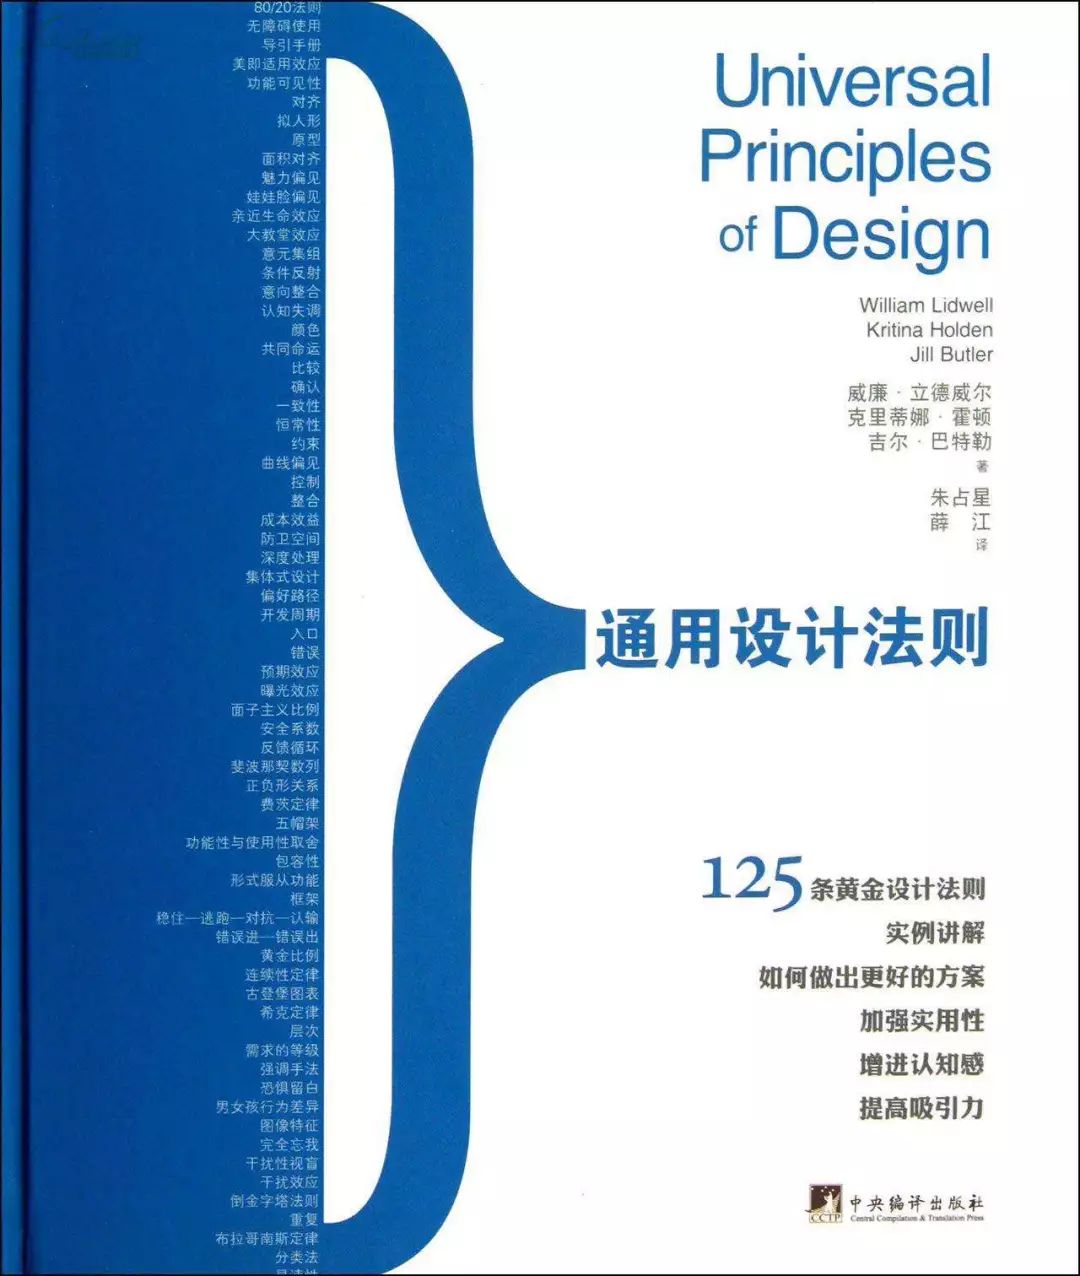 80/20法则
无障碍使用
导引手册
美即适用效应
功能可见性
对齐
拟人形
原型
面积对齐
魅力偏见
娃娃脸偏见
亲近生命效应
大教堂效应
意元集组
条件反射
意向整合
认知失调
颜色
共同命运
比较
确认
一致性
恒常性
约束
曲线偏见
控制
整合
成本效益
防卫空间
深度处理
集体式设计
偏好路径
开发周期
入口
错误
预期效应
曝光效应
面子主义比例
安全系数
反馈循环
斐波那契数列
正负形关系
费茨定律
五帽架
功能性与使用性取舍
包容性
形式服从功能
框架
稳住—逃跑—对抗—认输
错误进—错误出
黄金比例
连续性定律
古登堡图表
希克定律
层次
需求的等级
强调手法
恐惧留白
男女孩行为差异
图像特征
完全忘我
干扰性视盲
干扰效应
倒金字塔法则
重复
布拉哥南斯定律
分类法
Universal
Principles
of Design
William Lidwell
Kritina Holden
Jill Butler
威廉·立德威尔
克里蒂娜·霍顿
吉尔·巴特勒
著
朱占星
薛 江
译
通用设计法则
125条黄金设计法则
实例讲解
如何做出更好的方案
加强实用性
增进认知感
提高吸引力
CCTP
中央编译出版社
Central Compilation & Translation Press